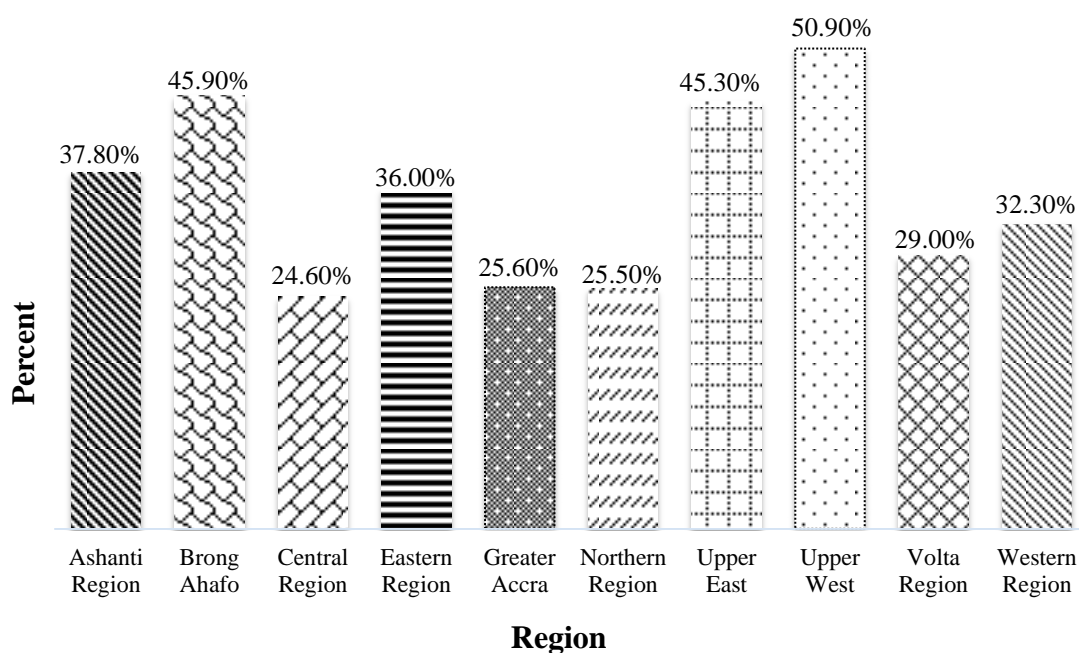 50.90%
45.90%
45.30%
37.80%
36.00%
32.30%
29.00%
24.60%
25.60%
25.50%
Percent
Ashanti Region
Brong Ahafo
Central Region
Eastern Region
Greater Accra
Northern Region
Upper East
Upper West
Volta Region
Western Region
Region